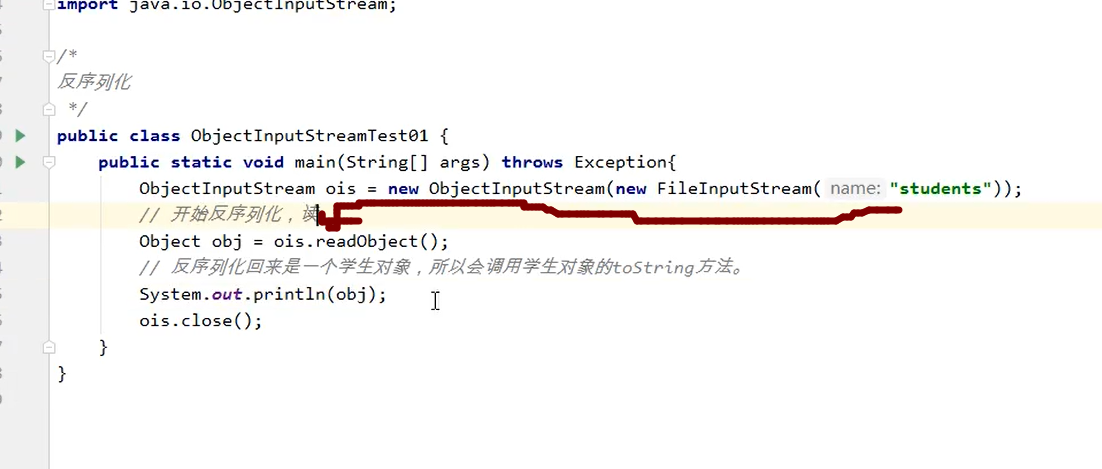 import java.io.ObjectInputStream;
/*
反序列化
*/
public class ObjectInputStreamTest01 {
public static void main(String[] args) throws Exception{
ObjectInputStream ois = new ObjectInputStream(new FileInputStream( name: "students"));
// 开始反序列化，读
Object obj = ois.readObject();
// 反序列化回来是一个学生对象，所以会调用学生对象的toString方法。
System.out.println(obj);
ois.close();
}
}